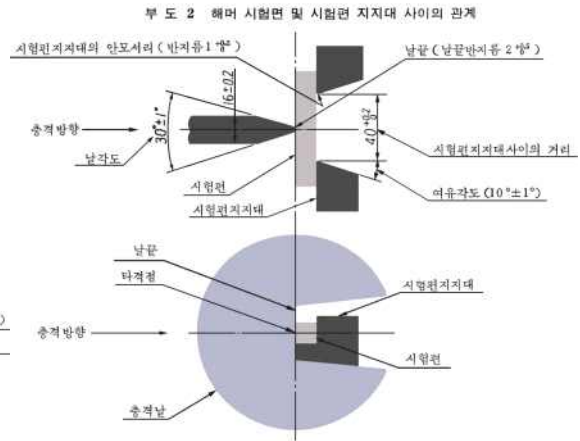 부 도 2 해머 시험면 및 시험편 지지대 사이의 관계
시험편지지대의 안모서리 (반지름 1 +0.5 0)
날끝 (날끝반지름 2 +0.5 0)
16±0.2
30°±1°
40 +0.2 0
충격방향
날각도
시험편지지대사이의 거리
시험편
여유각도 (10°±1°)
시험편지지대
날끝
타격점
시험편지지대
)
충격방향
시험편
충격날